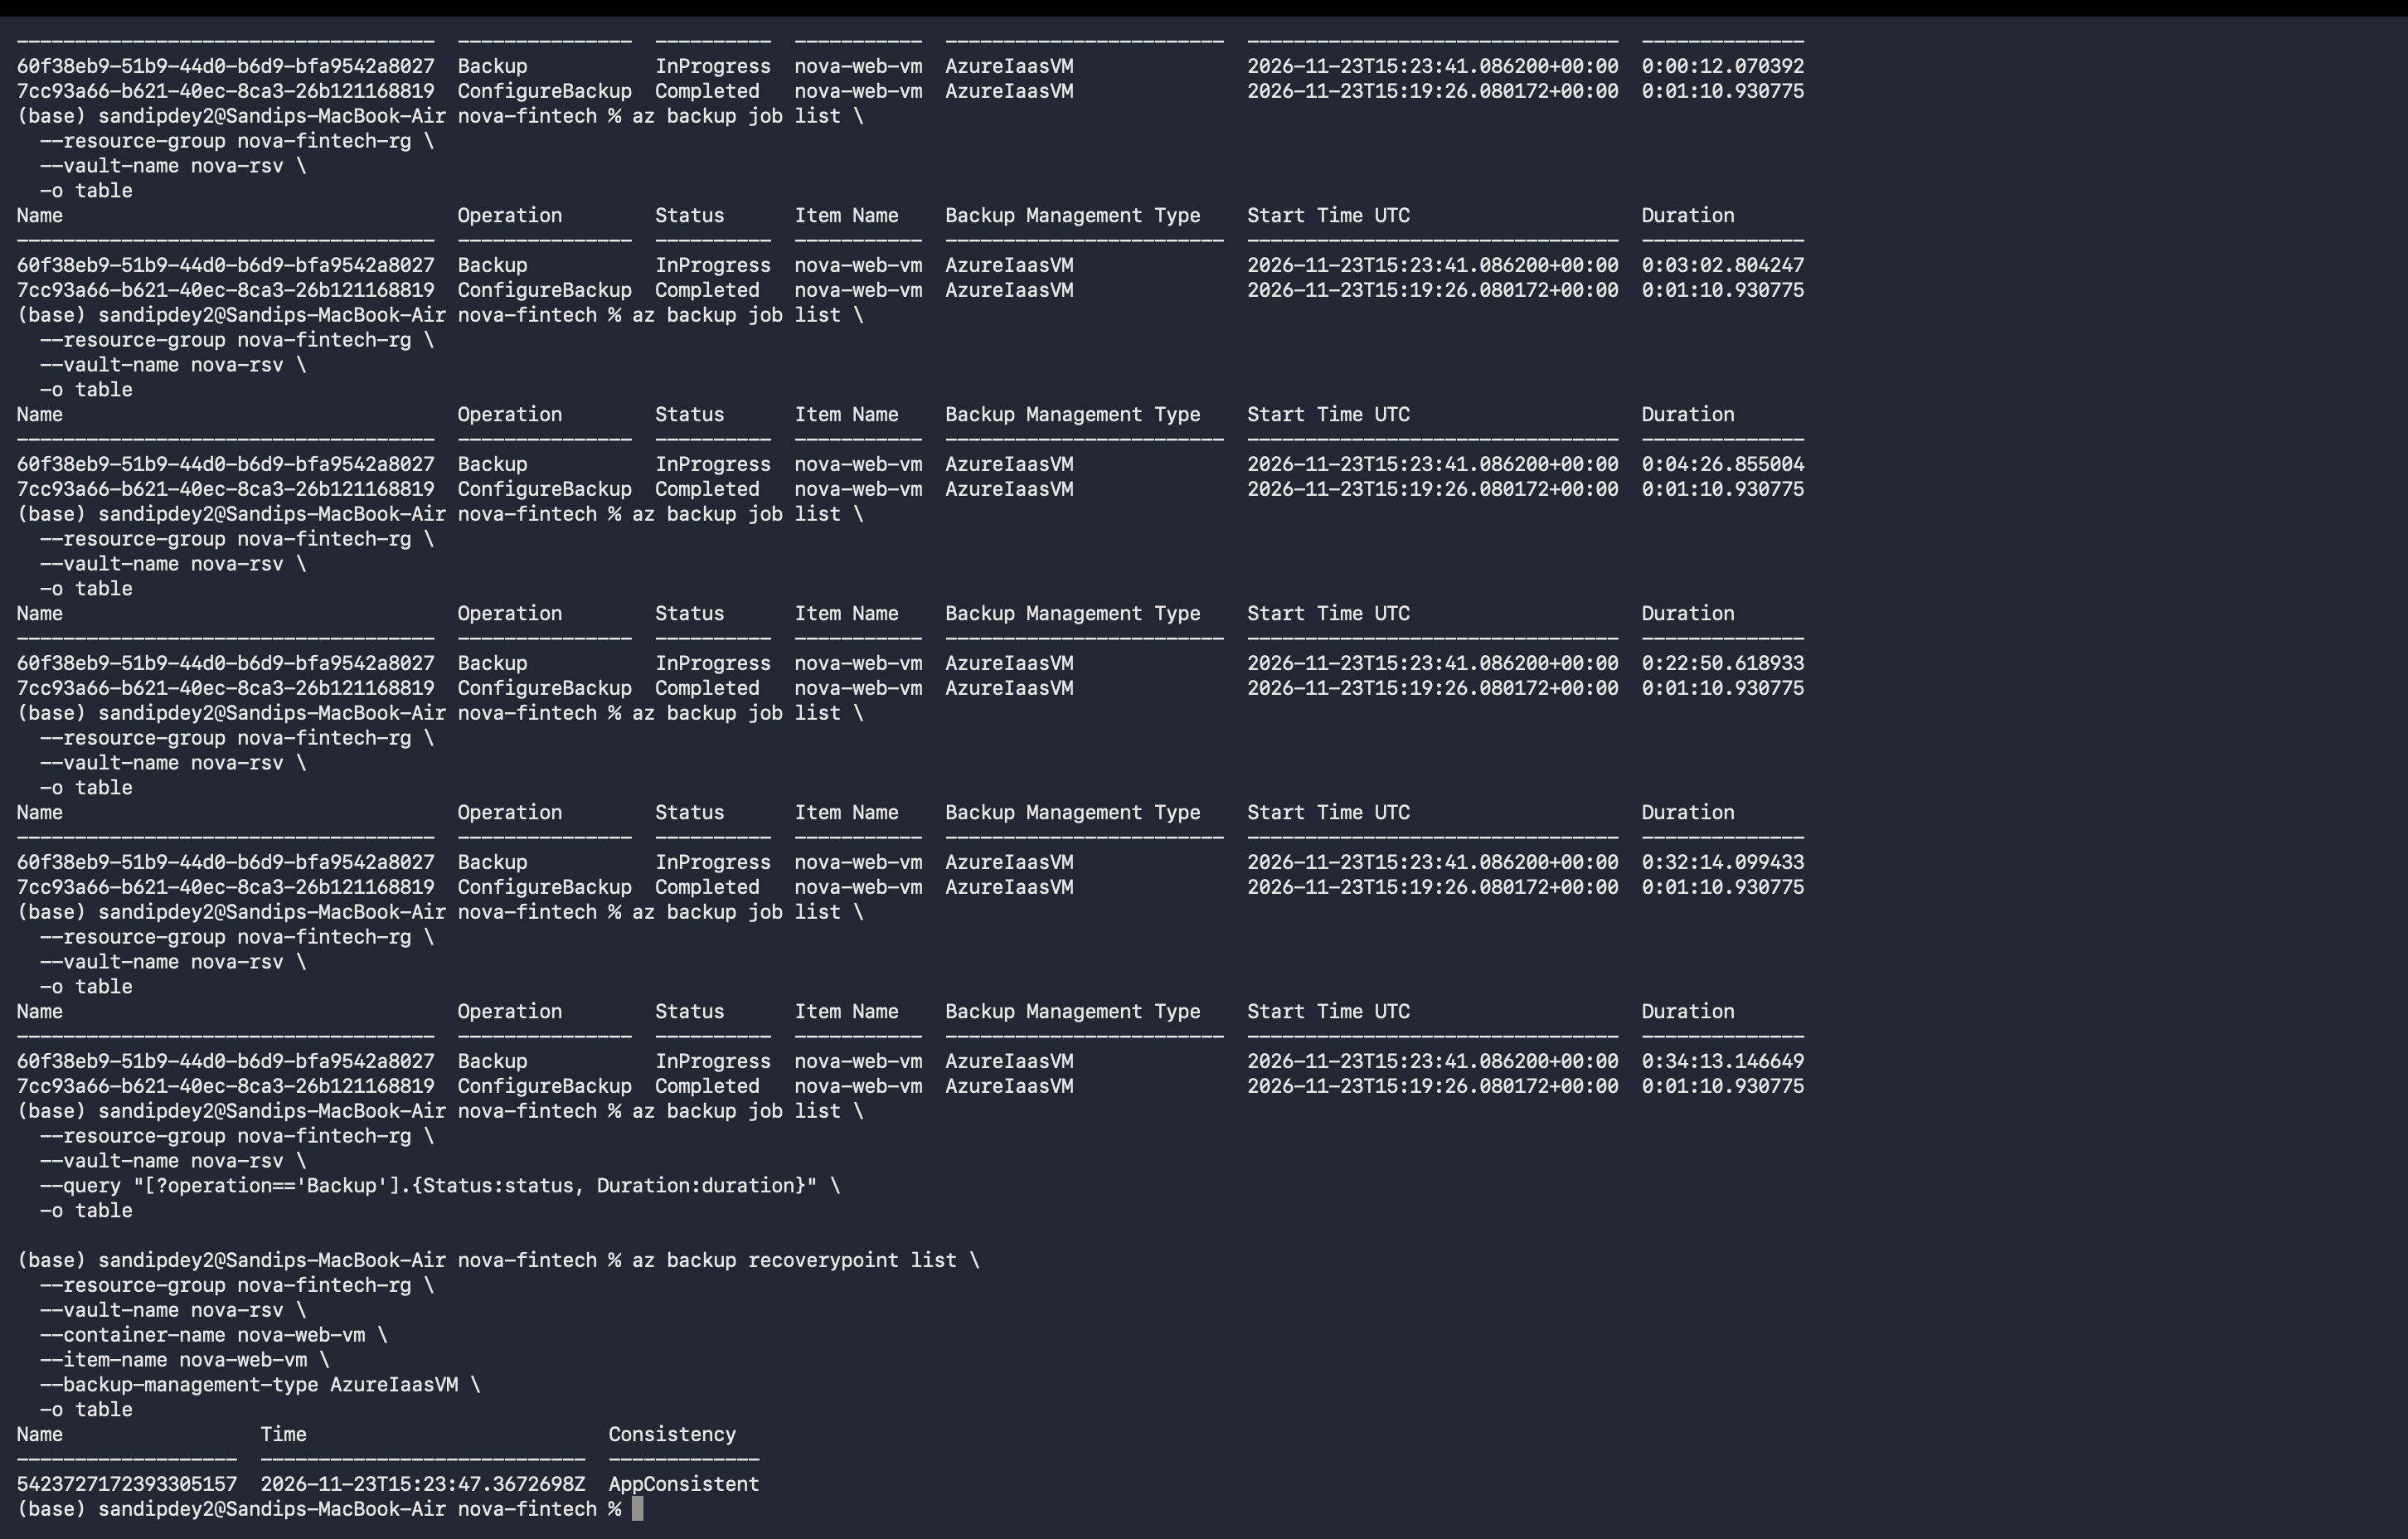 ------------------------------------  ---------------  ----------  -----------  ------------------------  --------------------------------  --------------
60f38eb9-51b9-44d0-b6d9-bfa9542a8027  Backup           InProgress  nova-web-vm  AzureIaasVM               2026-11-23T15:23:41.086200+00:00  0:00:12.070392
7cc93a66-b621-40ec-8ca3-26b121168819  ConfigureBackup  Completed   nova-web-vm  AzureIaasVM               2026-11-23T15:19:26.080172+00:00  0:01:10.930775
(base) sandipdey2@Sandips-MacBook-Air nova-fintech % az backup job list \
  --resource-group nova-fintech-rg \
  --vault-name nova-rsv \
  -o table
Name                                  Operation        Status      Item Name    Backup Management Type    Start Time UTC                    Duration
------------------------------------  ---------------  ----------  -----------  ------------------------  --------------------------------  --------------
60f38eb9-51b9-44d0-b6d9-bfa9542a8027  Backup           InProgress  nova-web-vm  AzureIaasVM               2026-11-23T15:23:41.086200+00:00  0:03:02.804247
7cc93a66-b621-40ec-8ca3-26b121168819  ConfigureBackup  Completed   nova-web-vm  AzureIaasVM               2026-11-23T15:19:26.080172+00:00  0:01:10.930775
(base) sandipdey2@Sandips-MacBook-Air nova-fintech % az backup job list \
  --resource-group nova-fintech-rg \
  --vault-name nova-rsv \
  -o table
Name                                  Operation        Status      Item Name    Backup Management Type    Start Time UTC                    Duration
------------------------------------  ---------------  ----------  -----------  ------------------------  --------------------------------  --------------
60f38eb9-51b9-44d0-b6d9-bfa9542a8027  Backup           InProgress  nova-web-vm  AzureIaasVM               2026-11-23T15:23:41.086200+00:00  0:04:26.855004
7cc93a66-b621-40ec-8ca3-26b121168819  ConfigureBackup  Completed   nova-web-vm  AzureIaasVM               2026-11-23T15:19:26.080172+00:00  0:01:10.930775
(base) sandipdey2@Sandips-MacBook-Air nova-fintech % az backup job list \
  --resource-group nova-fintech-rg \
  --vault-name nova-rsv \
  -o table
Name                                  Operation        Status      Item Name    Backup Management Type    Start Time UTC                    Duration
------------------------------------  ---------------  ----------  -----------  ------------------------  --------------------------------  --------------
60f38eb9-51b9-44d0-b6d9-bfa9542a8027  Backup           InProgress  nova-web-vm  AzureIaasVM               2026-11-23T15:23:41.086200+00:00  0:22:50.618933
7cc93a66-b621-40ec-8ca3-26b121168819  ConfigureBackup  Completed   nova-web-vm  AzureIaasVM               2026-11-23T15:19:26.080172+00:00  0:01:10.930775
(base) sandipdey2@Sandips-MacBook-Air nova-fintech % az backup job list \
  --resource-group nova-fintech-rg \
  --vault-name nova-rsv \
  -o table
Name                                  Operation        Status      Item Name    Backup Management Type    Start Time UTC                    Duration
------------------------------------  ---------------  ----------  -----------  ------------------------  --------------------------------  --------------
60f38eb9-51b9-44d0-b6d9-bfa9542a8027  Backup           InProgress  nova-web-vm  AzureIaasVM               2026-11-23T15:23:41.086200+00:00  0:32:14.099433
7cc93a66-b621-40ec-8ca3-26b121168819  ConfigureBackup  Completed   nova-web-vm  AzureIaasVM               2026-11-23T15:19:26.080172+00:00  0:01:10.930775
(base) sandipdey2@Sandips-MacBook-Air nova-fintech % az backup job list \
  --resource-group nova-fintech-rg \
  --vault-name nova-rsv \
  -o table
Name                                  Operation        Status      Item Name    Backup Management Type    Start Time UTC                    Duration
------------------------------------  ---------------  ----------  -----------  ------------------------  --------------------------------  --------------
60f38eb9-51b9-44d0-b6d9-bfa9542a8027  Backup           InProgress  nova-web-vm  AzureIaasVM               2026-11-23T15:23:41.086200+00:00  0:34:13.146649
7cc93a66-b621-40ec-8ca3-26b121168819  ConfigureBackup  Completed   nova-web-vm  AzureIaasVM               2026-11-23T15:19:26.080172+00:00  0:01:10.930775
(base) sandipdey2@Sandips-MacBook-Air nova-fintech % az backup job list \
  --resource-group nova-fintech-rg \
  --vault-name nova-rsv \
  --query "[?operation=='Backup'].{Status:status, Duration:duration}" \
  -o table

(base) sandipdey2@Sandips-MacBook-Air nova-fintech % az backup recoverypoint list \
  --resource-group nova-fintech-rg \
  --vault-name nova-rsv \
  --container-name nova-web-vm \
  --item-name nova-web-vm \
  --backup-management-type AzureIaasVM \
  -o table
Name                 Time                          Consistency
-------------------  ----------------------------  -------------
5423727172393305157  2026-11-23T15:23:47.3672698Z  AppConsistent
(base) sandipdey2@Sandips-MacBook-Air nova-fintech %